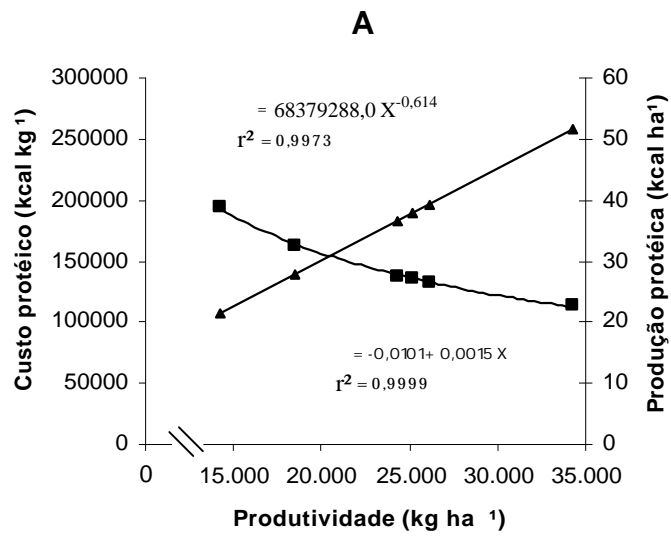 A
300000
250000
200000
150000
100000
50000
0
Custo protéico (kcal kg ¹)
= 68379288,0 X-0,614
r² = 0,9973
= -0,0101+ 0,0015 X
r² = 0,9999
60
50
40
30
20
10
0
Produção protéica (kcal ha¹)
0 15.000 20.000 25.000 30.000 35.000
Produtividade (kg ha ¹)